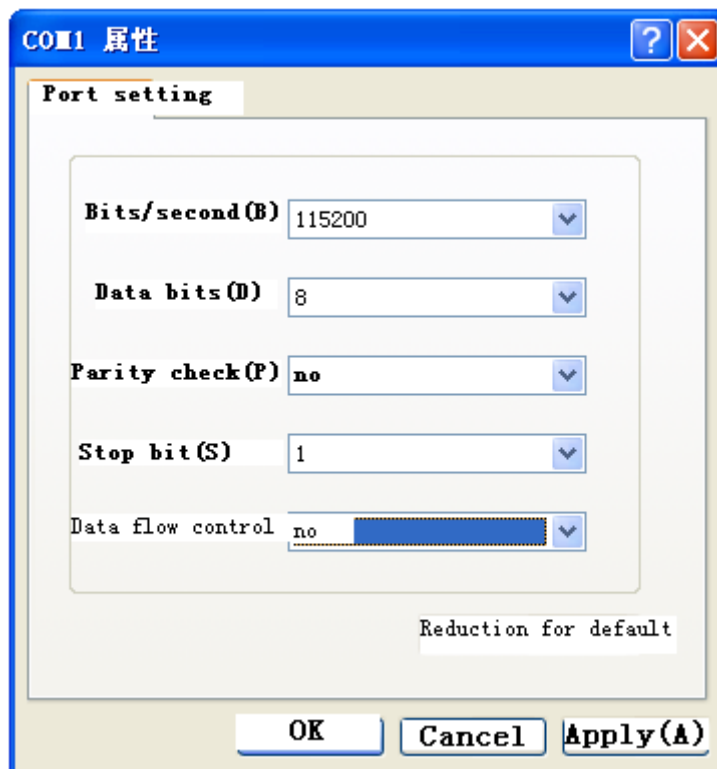 COM1 属性
Port setting
Bits/second(B) 115200
Data bits(D) 8
Parity check(P) no
Stop bit(S) 1
Data flow control no
Reduction for default
OK Cancel Apply(A)